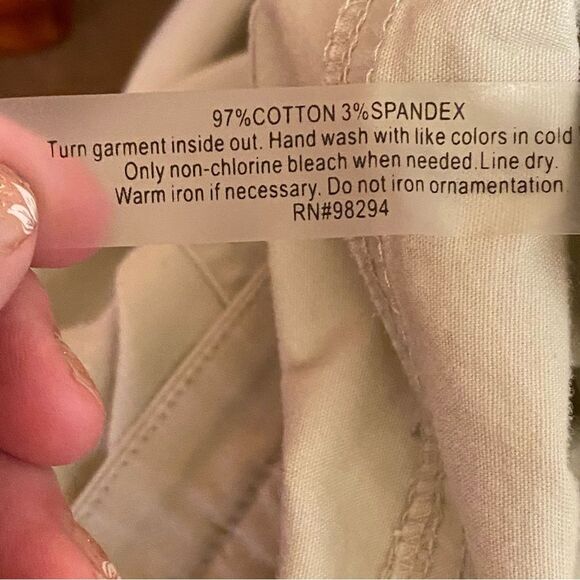 97%COTTON 3%SPANDEX
Turn garment inside out. Hand wash with like colors in cold
Only non-chlorine bleach when needed.Line dry.
Warm iron if necessary. Do not iron ornamentation
RN#98294